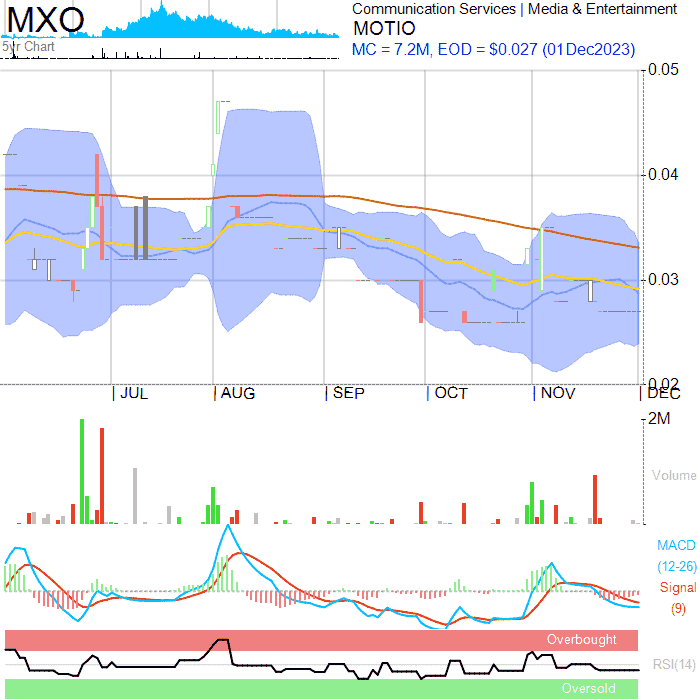 MXO
Communication Services | Media & Entertainment
MOTIO
5yr Chart
MC = 7.2M, EOD = $0.027 (01Dec2023)
0.05
0.04
0.03
0.02
| JUL | AUG | SEP | OCT | NOV | DEC
2M
Volume
MACD
(12-26)
Signal
(9)
Overbought
RSI(14)
Oversold